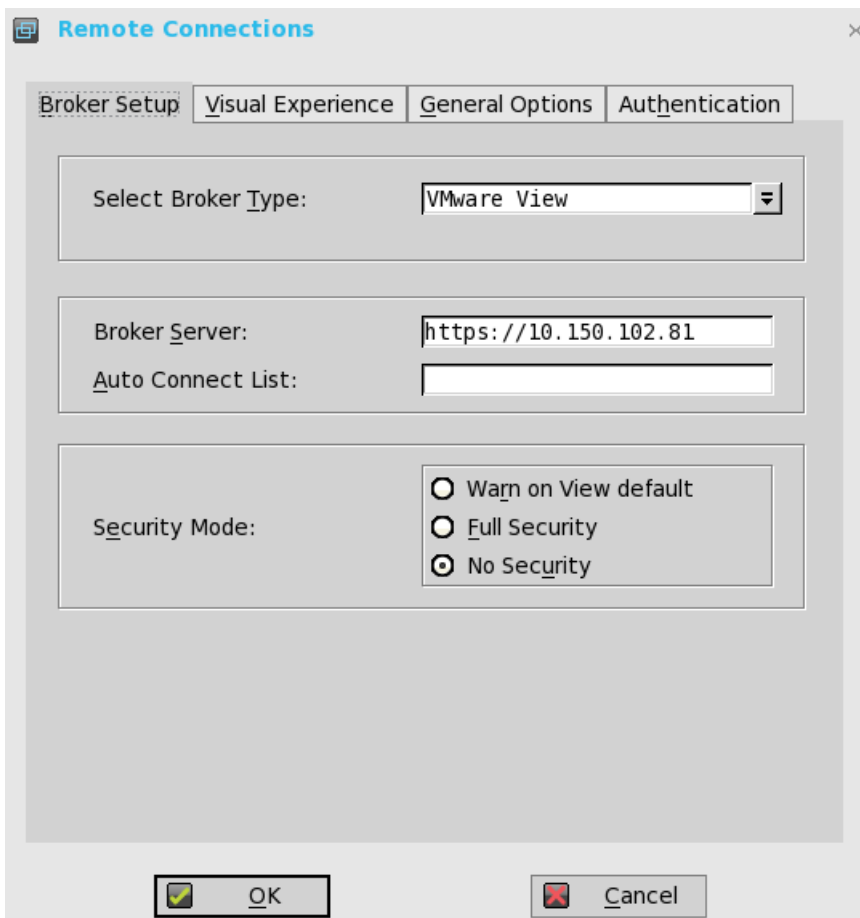 Remote Connections
Broker Setup Visual Experience General Options Authentication
Select Broker Type: VMware View
Broker Server: https://10.150.102.81
Auto Connect List:
Security Mode:
Warn on View default
Full Security
No Security
OK Cancel